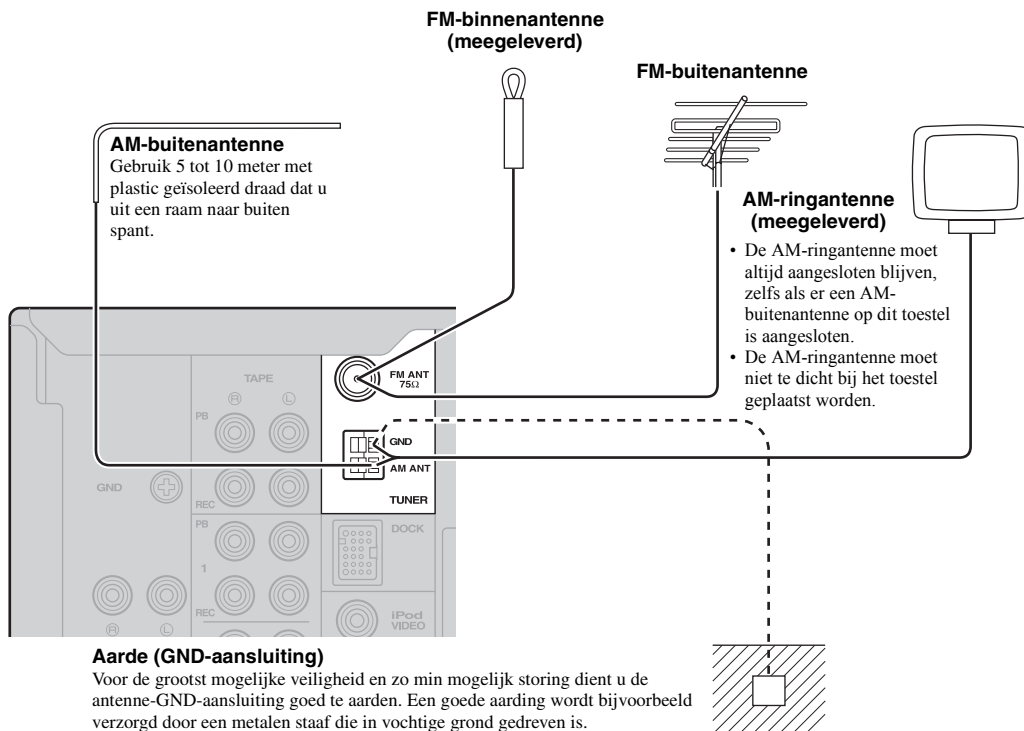 FM-binnenantenne
(meegeleverd)
FM-buitenantenne
AM-buitenantenne
Gebruik 5 tot 10 meter met
plastic geïsoleerd draad dat u
uit een raam naar buiten
spant.
AM-ringantenne
(meegeleverd)
• De AM-ringantenne moet
altijd aangesloten blijven,
zelfs als er een AM-
buitenantenne op dit toestel
is aangesloten.
• De AM-ringantenne moet
niet te dicht bij het toestel
geplaatst worden.
TAPE
R L
PB
REC
GND
PB
1
REC
R L
FM ANT
75Ω
GND
AM ANT
TUNER
DOCK
iPod
VIDEO
Aarde (GND-aansluiting)
Voor de grootst mogelijke veiligheid en zo min mogelijk storing dient u de
antenne-GND-aansluiting goed te aarden. Een goede aarding wordt bijvoorbeeld
verzorgd door een metalen staaf die in vochtige grond gedreven is.